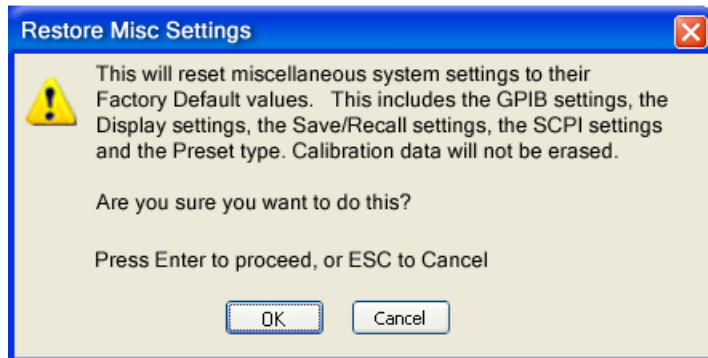 Restore Misc Settings
This will reset miscellaneous system settings to their
Factory Default values.   This includes the GPIB settings, the
Display settings, the Save/Recall settings, the SCPI settings
and the Preset type. Calibration data will not be erased.
Are you sure you want to do this?
Press Enter to proceed, or ESC to Cancel
OK Cancel